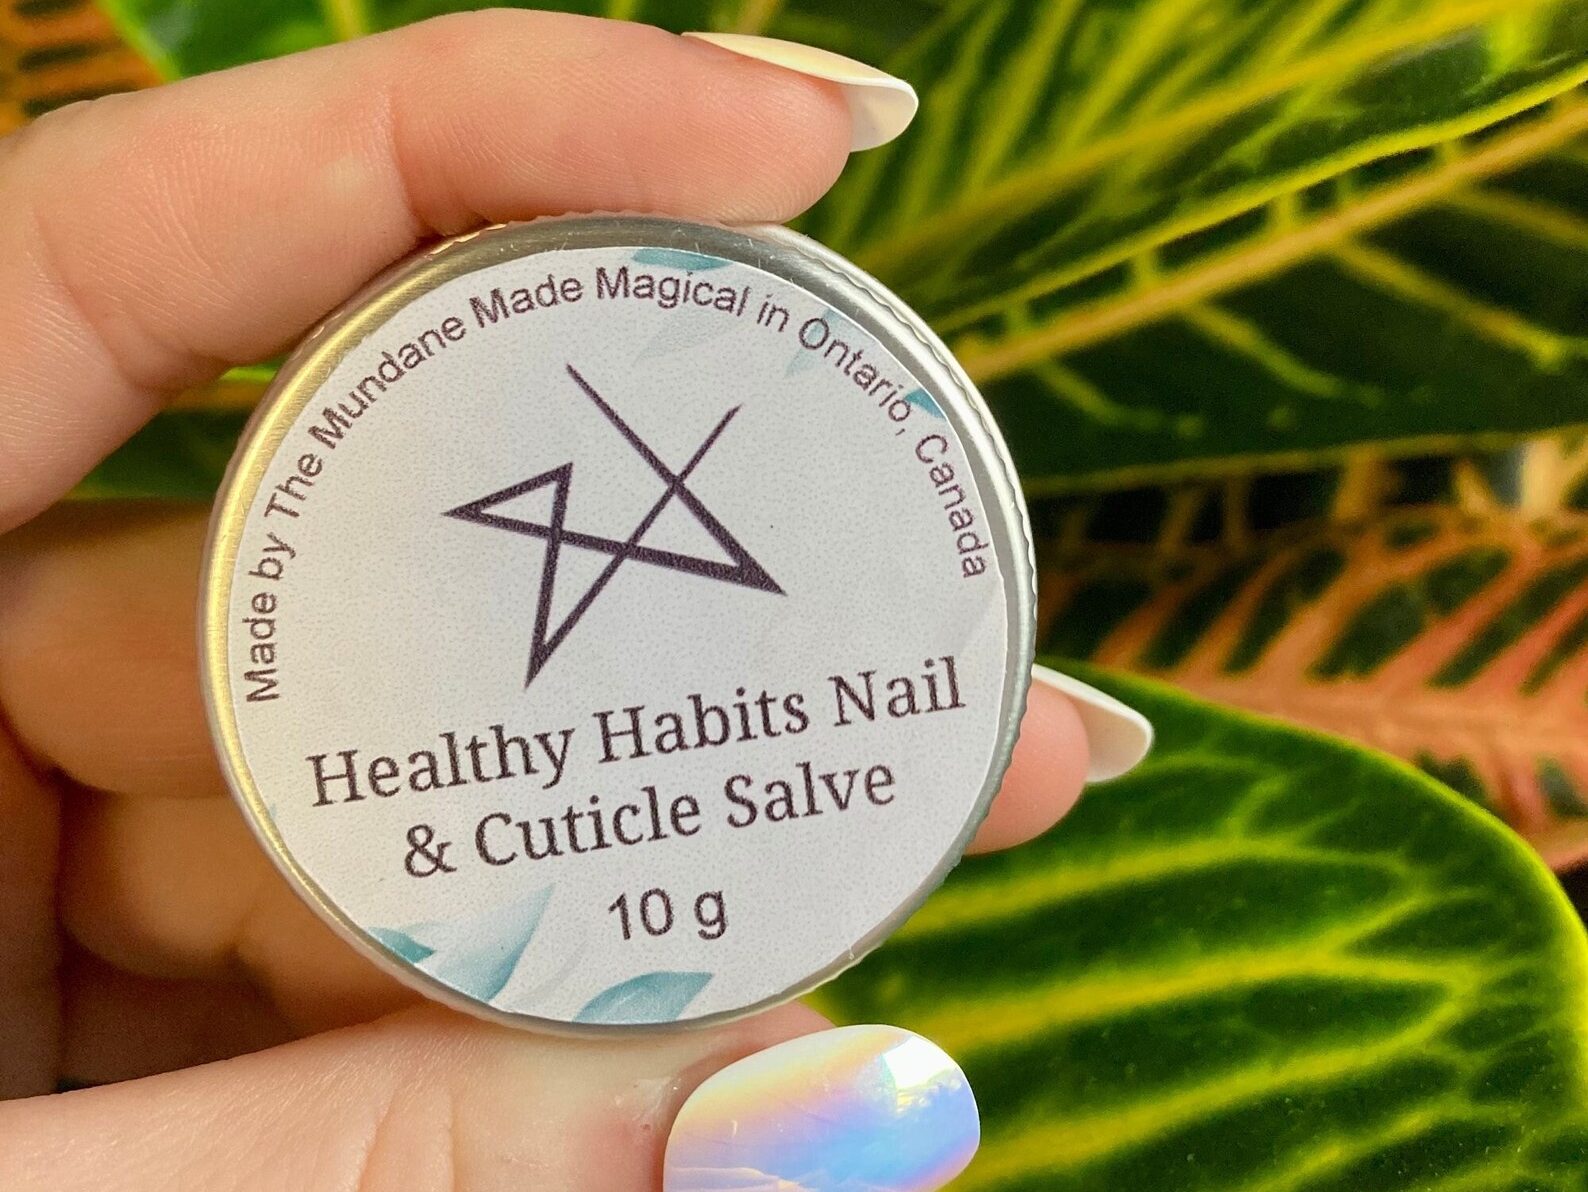 Made by The Mundane Made Magical in Ontario, Canada
Healthy Habits Nail
& Cuticle Salve
10 g